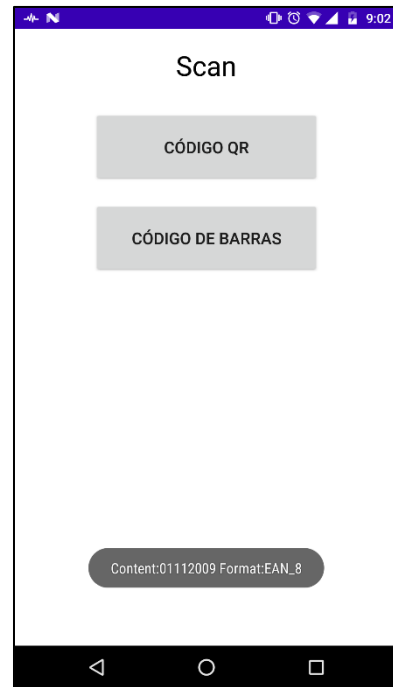 9:02
Scan
CÓDIGO QR
CÓDIGO DE BARRAS
Content:01112009 Format:EAN_8